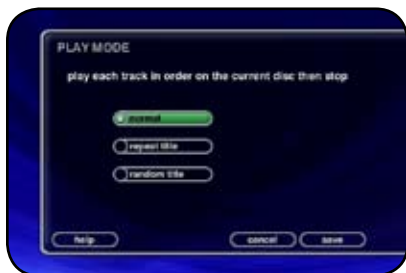 PLAY MODE
play each track in order on the current disc then stop
normal
repeat title
random title
help cancel save